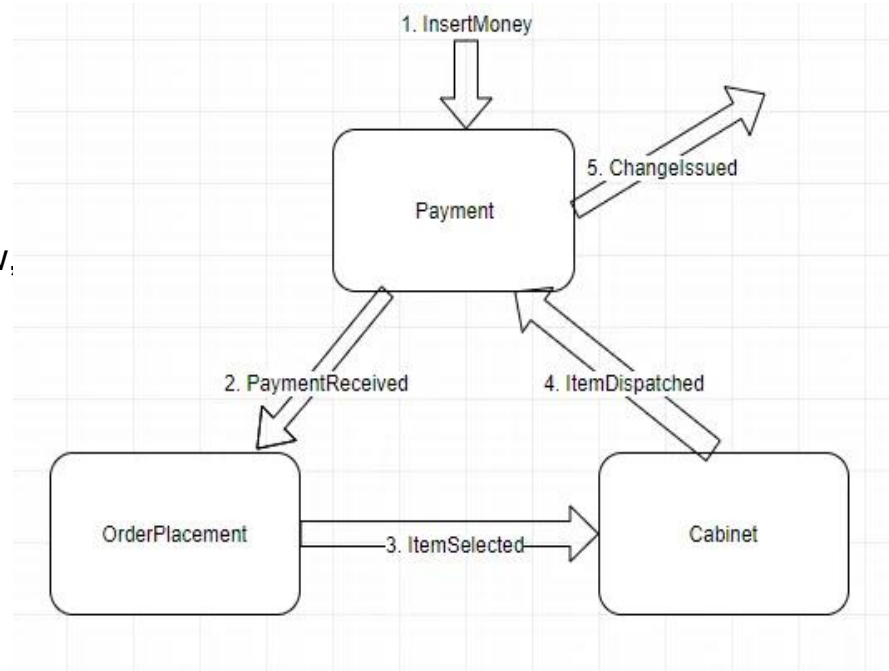 1. InsertMoney
5. ChangeIssued
Payment
2. PaymentReceived
4. ItemDispatched
OrderPlacement
3. ItemSelected
Cabinet